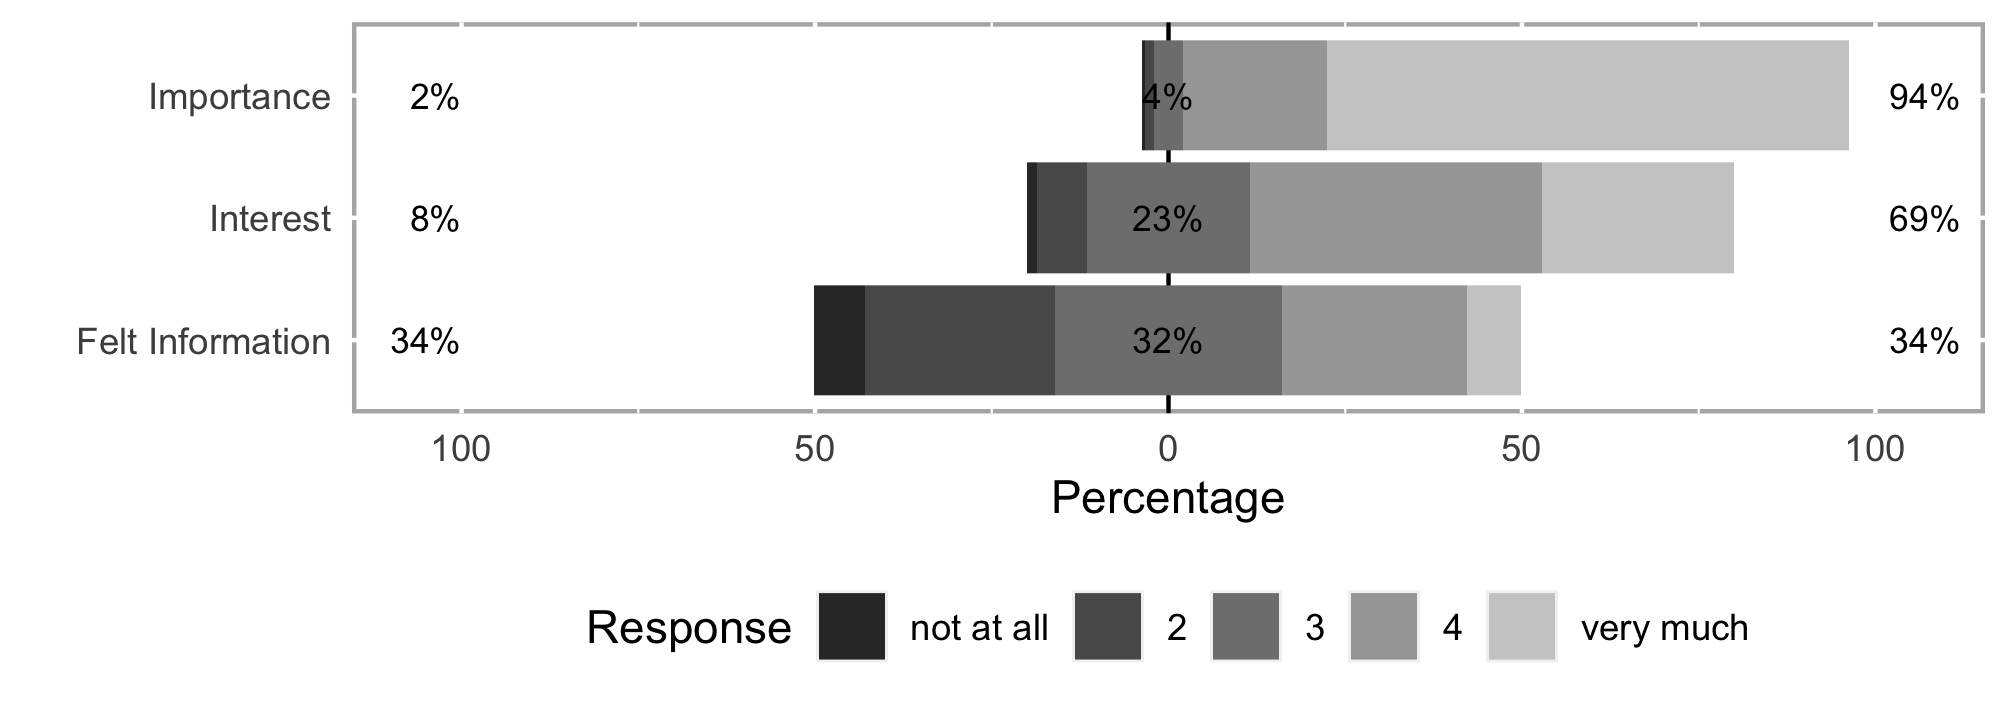 Importance 2% 4% 94%
Interest 8% 23% 69%
Felt Information 34% 32% 34%
100 50 0 50 100
Percentage
Response not at all 2 3 4 very much